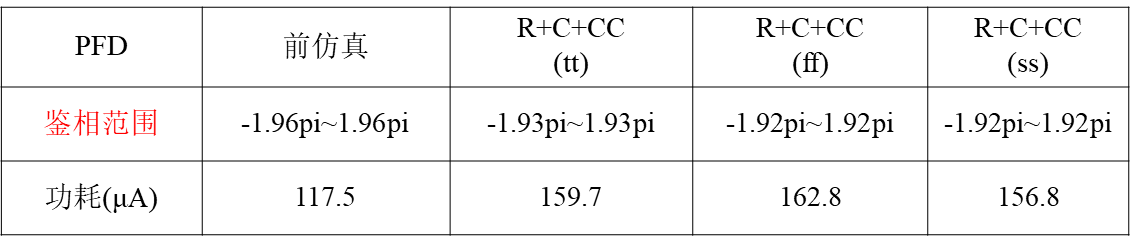 PFD
前仿真
R+C+CC
(tt)
R+C+CC
(ff)
R+C+CC
(ss)
鉴相范围
-1.96pi~1.96pi
-1.93pi~1.93pi
-1.92pi~1.92pi
-1.92pi~1.92pi
功耗(μA)
117.5
159.7
162.8
156.8